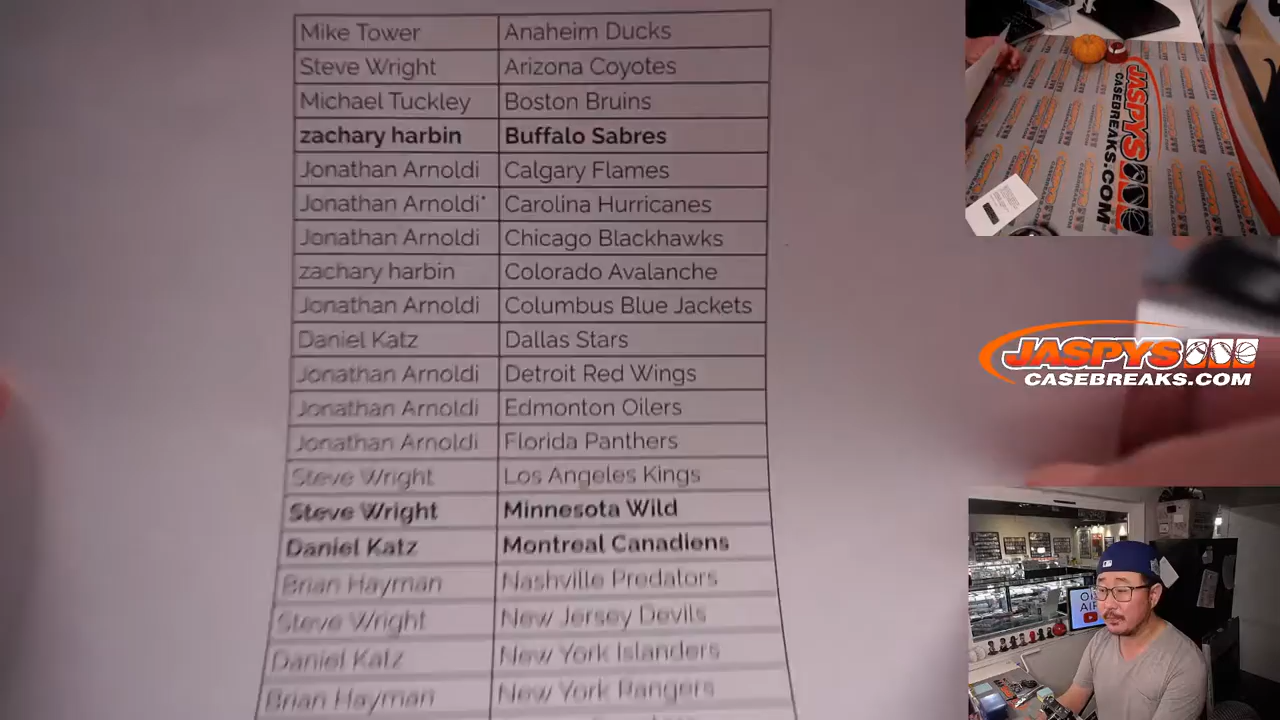 Mike Tower Anaheim Ducks
Steve Wright Arizona Coyotes
Michael Tuckley Boston Bruins
zachary harbin Buffalo Sabres
Jonathan Arnoldi Calgary Flames
Jonathan Arnoldi* Carolina Hurricanes
Jonathan Arnoldi Chicago Blackhawks
zachary harbin Colorado Avalanche
Jonathan Arnoldi Columbus Blue Jackets
Daniel Katz Dallas Stars
Jonathan Arnoldi Detroit Red Wings
Jonathan Arnoldi Edmonton Oilers
Jonathan Arnoldi Florida Panthers
Steve Wright Los Angeles Kings
Steve Wright Minnesota Wild
Daniel Katz Montreal Canadiens
Brian Hayman Nashville Predators
Steve Wright New Jersey Devils
Daniel Katz New York Islanders
Brian Hayman New York Rangers
JASPYS
CASEBREAKS.COM
JASPYS
CASEBREAKS.COM